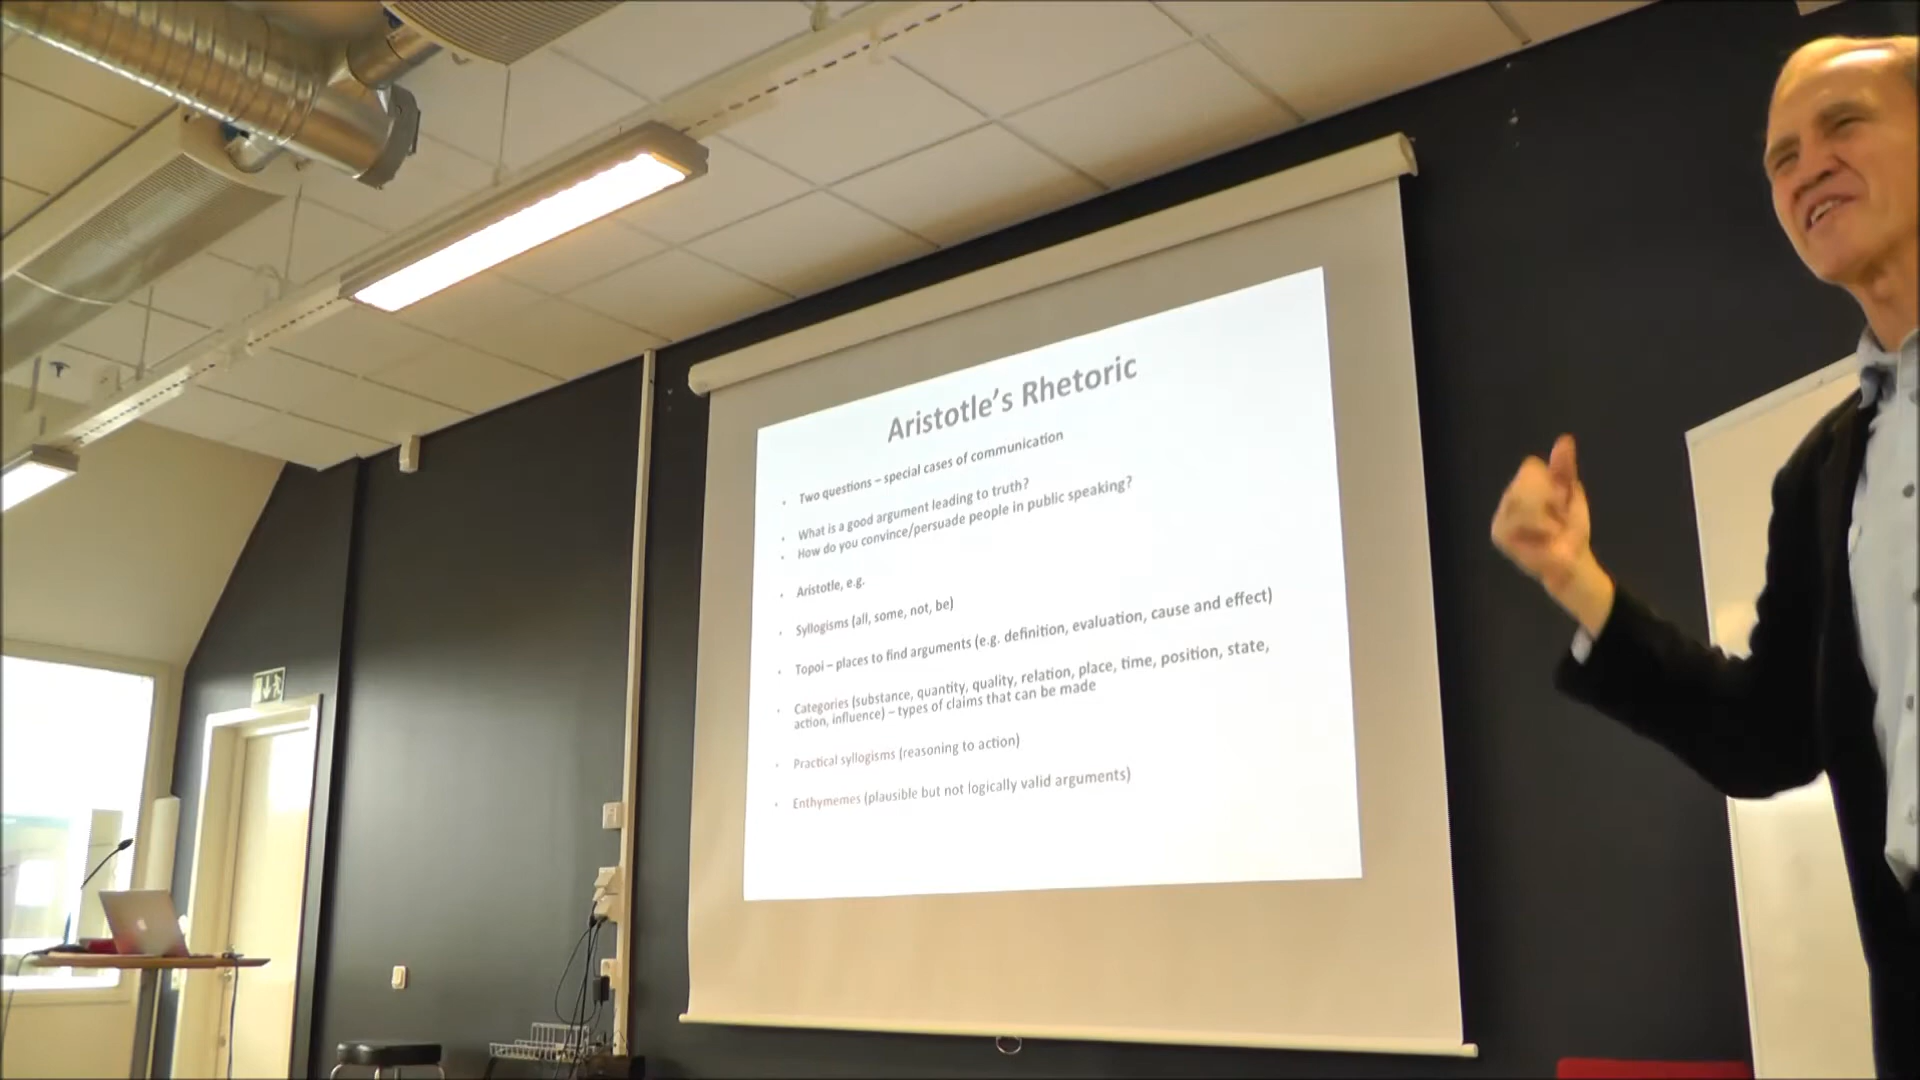 Aristotle's Rhetoric
• Two questions – special cases of communication
• What is a good argument leading to truth?
• How do you convince/persuade people in public speaking?
• Aristotle, e.g.
• Syllogisms (all, some, not, be)
• Topoi – places to find arguments (e.g. definition, evaluation, cause and effect)
• Categories (substance, quantity, quality, relation, place, time, position, state,
action, influence) – types of claims that can be made
• Practical syllogisms (reasoning to action)
• Enthymemes (plausible but not logically valid arguments)